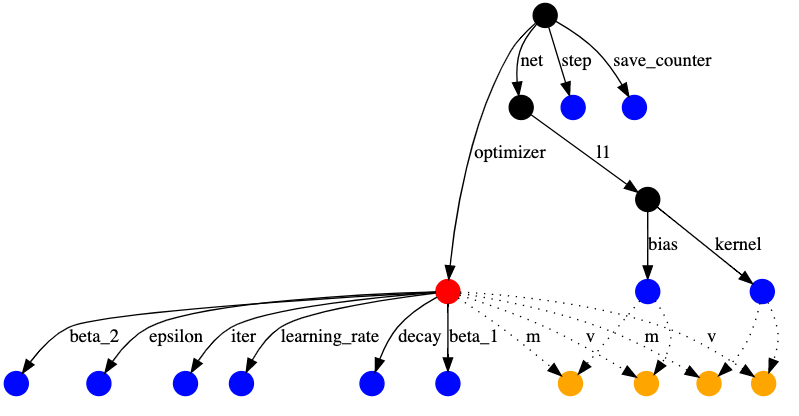 net
step
save_counter
optimizer
l1
bias
kernel
beta_2
epsilon
iter
learning_rate
decay
beta_1
m
v
m
v